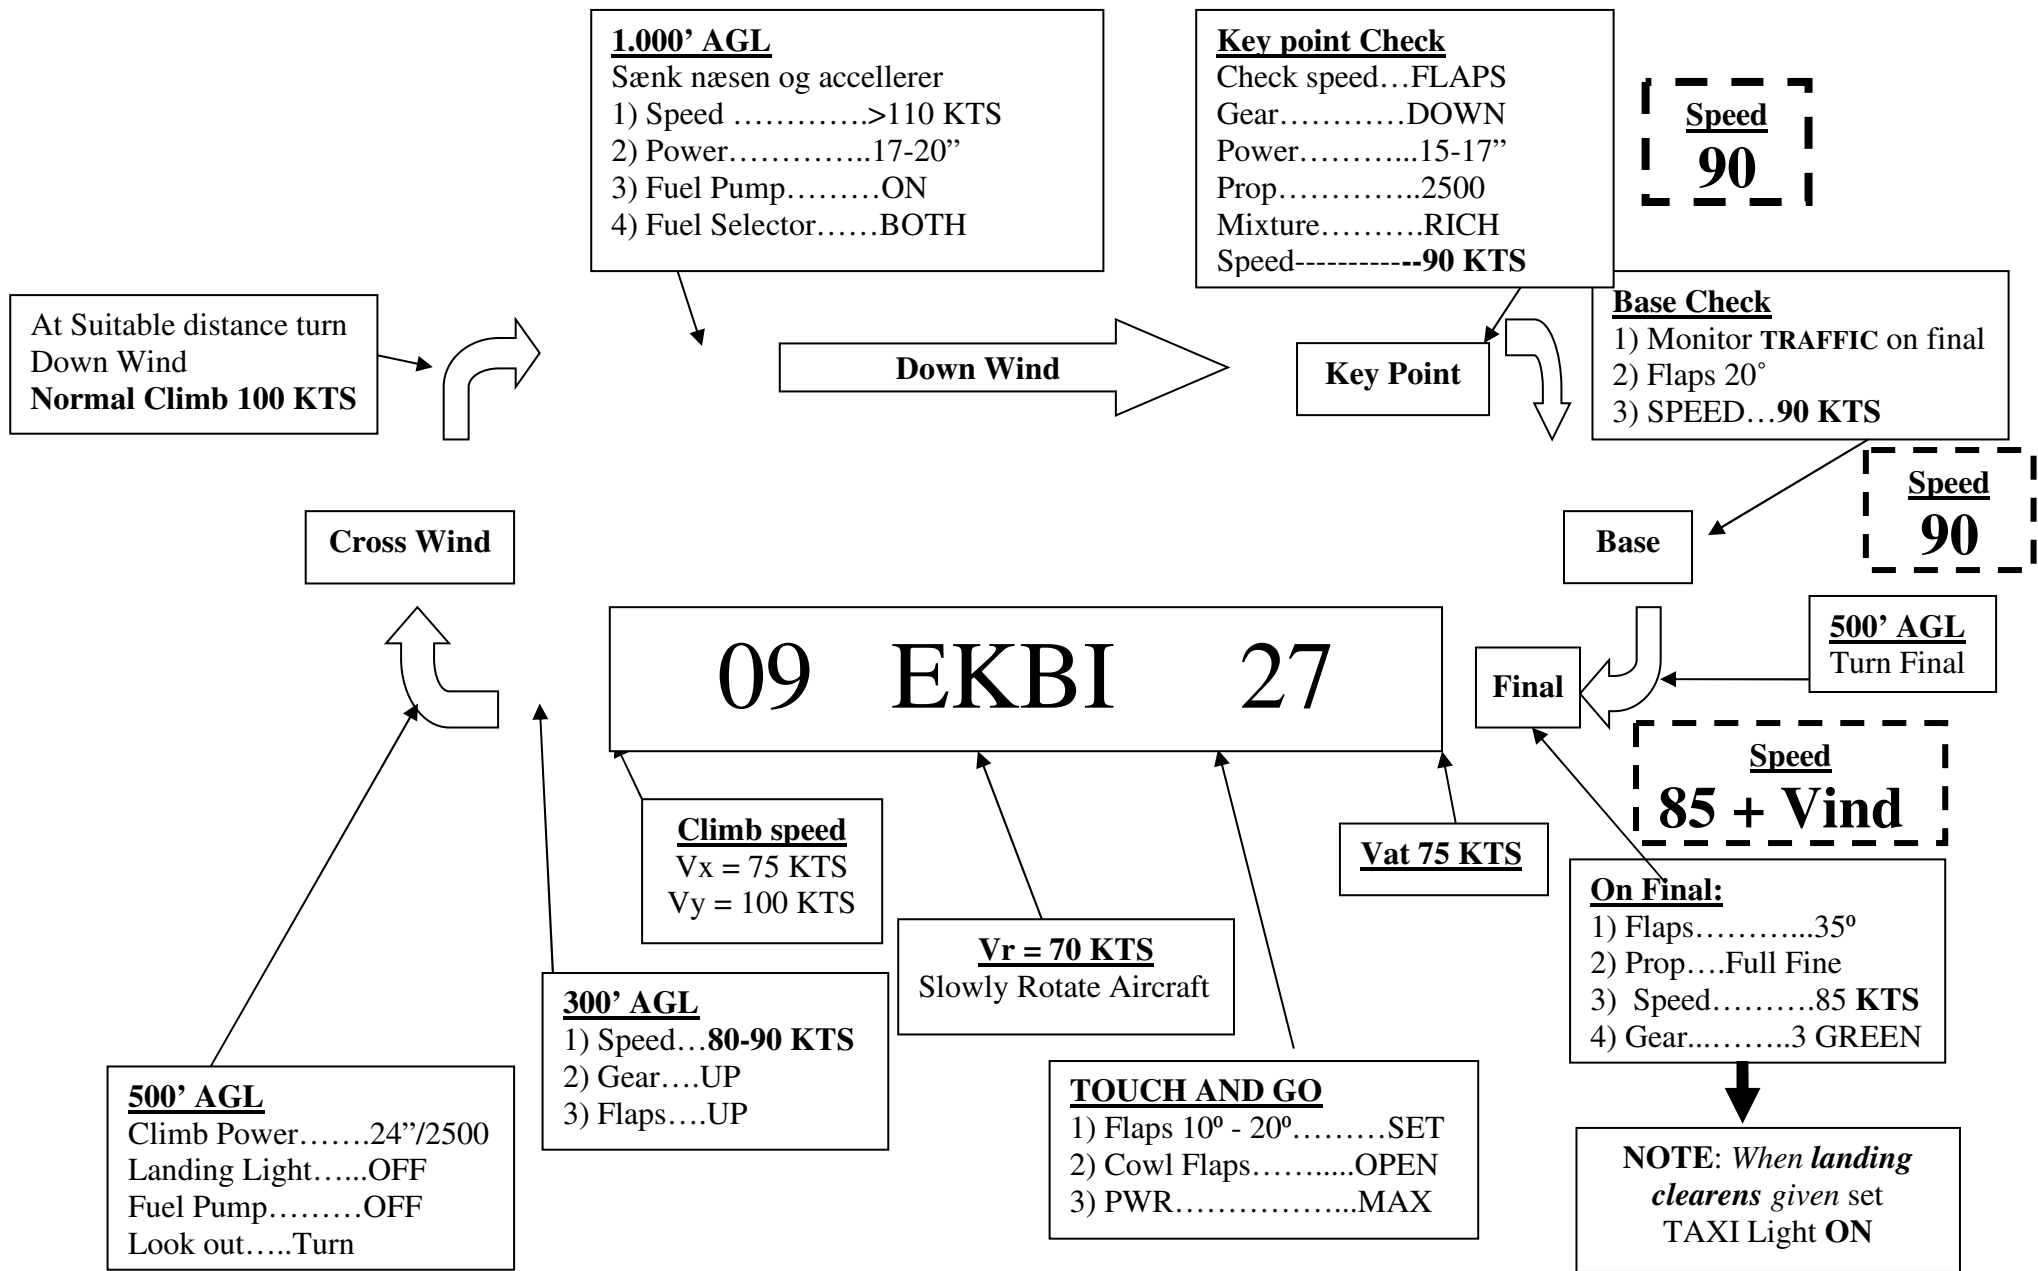 1.000’ AGL
Sænk næsen og accellerer
1) Speed ………….>110 KTS
2) Power…………..17-20”
3) Fuel Pump………ON
4) Fuel Selector……BOTH
Key point Check
Check speed…FLAPS
Gear…………DOWN
Power………...15-17”
Prop…………..2500
Mixture……….RICH
Speed------------90 KTS
Speed
90
At Suitable distance turn
Down Wind
Normal Climb 100 KTS
Down Wind
Key Point
Base Check
1) Monitor TRAFFIC on final
2) Flaps 20˚
3) SPEED…90 KTS
Speed
90
Cross Wind
Base
09 EKBI 27
Final
500’ AGL
Turn Final
Speed
85 + Vind
Climb speed
Vx = 75 KTS
Vy = 100 KTS
Vat 75 KTS
Vr = 70 KTS
Slowly Rotate Aircraft
On Final:
1) Flaps………...35º
2) Prop….Full Fine
3) Speed……….85 KTS
4) Gear...……..3 GREEN
300’ AGL
1) Speed…80-90 KTS
2) Gear….UP
3) Flaps….UP
500’ AGL
Climb Power…….24”/2500
Landing Light…...OFF
Fuel Pump………OFF
Look out…..Turn
TOUCH AND GO
1) Flaps 10º - 20º………SET
2) Cowl Flaps…….....OPEN
3) PWR……………...MAX
NOTE: When landing
clearens given set
TAXI Light ON